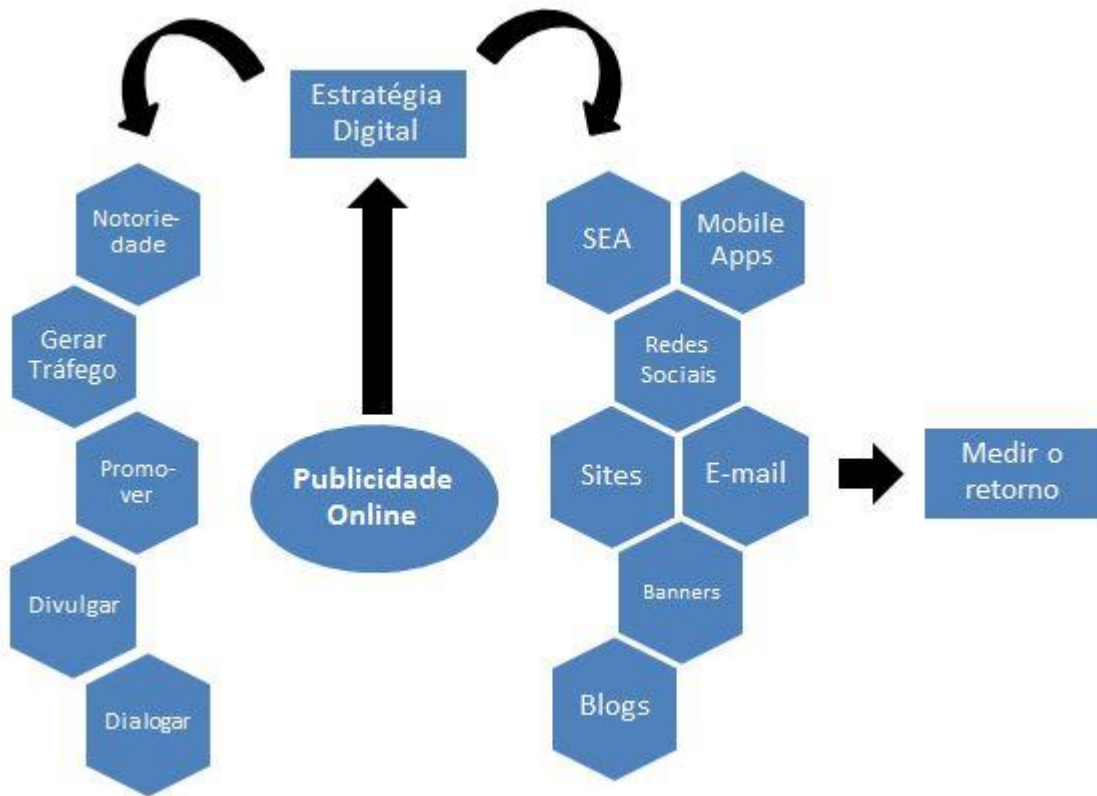 Estratégia
Digital
Notorie-
dade
Gerar
Tráfego
Promo-
ver
Divulgar
Dialogar
Publicidade
Online
SEA
Mobile
Apps
Redes
Sociais
Sites
E-mail
Banners
Blogs
Medir o
retorno